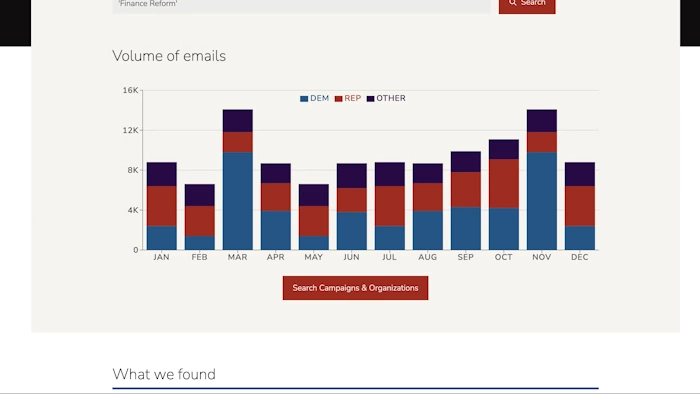 'Finance Reform'
Search
Volume of emails
16K
DEM REP OTHER
12K
8K
4K
0
JAN FEB MAR APR MAY JUN JUL AUG SEP OCT NOV DEC
Search Campaigns & Organizations
What we found